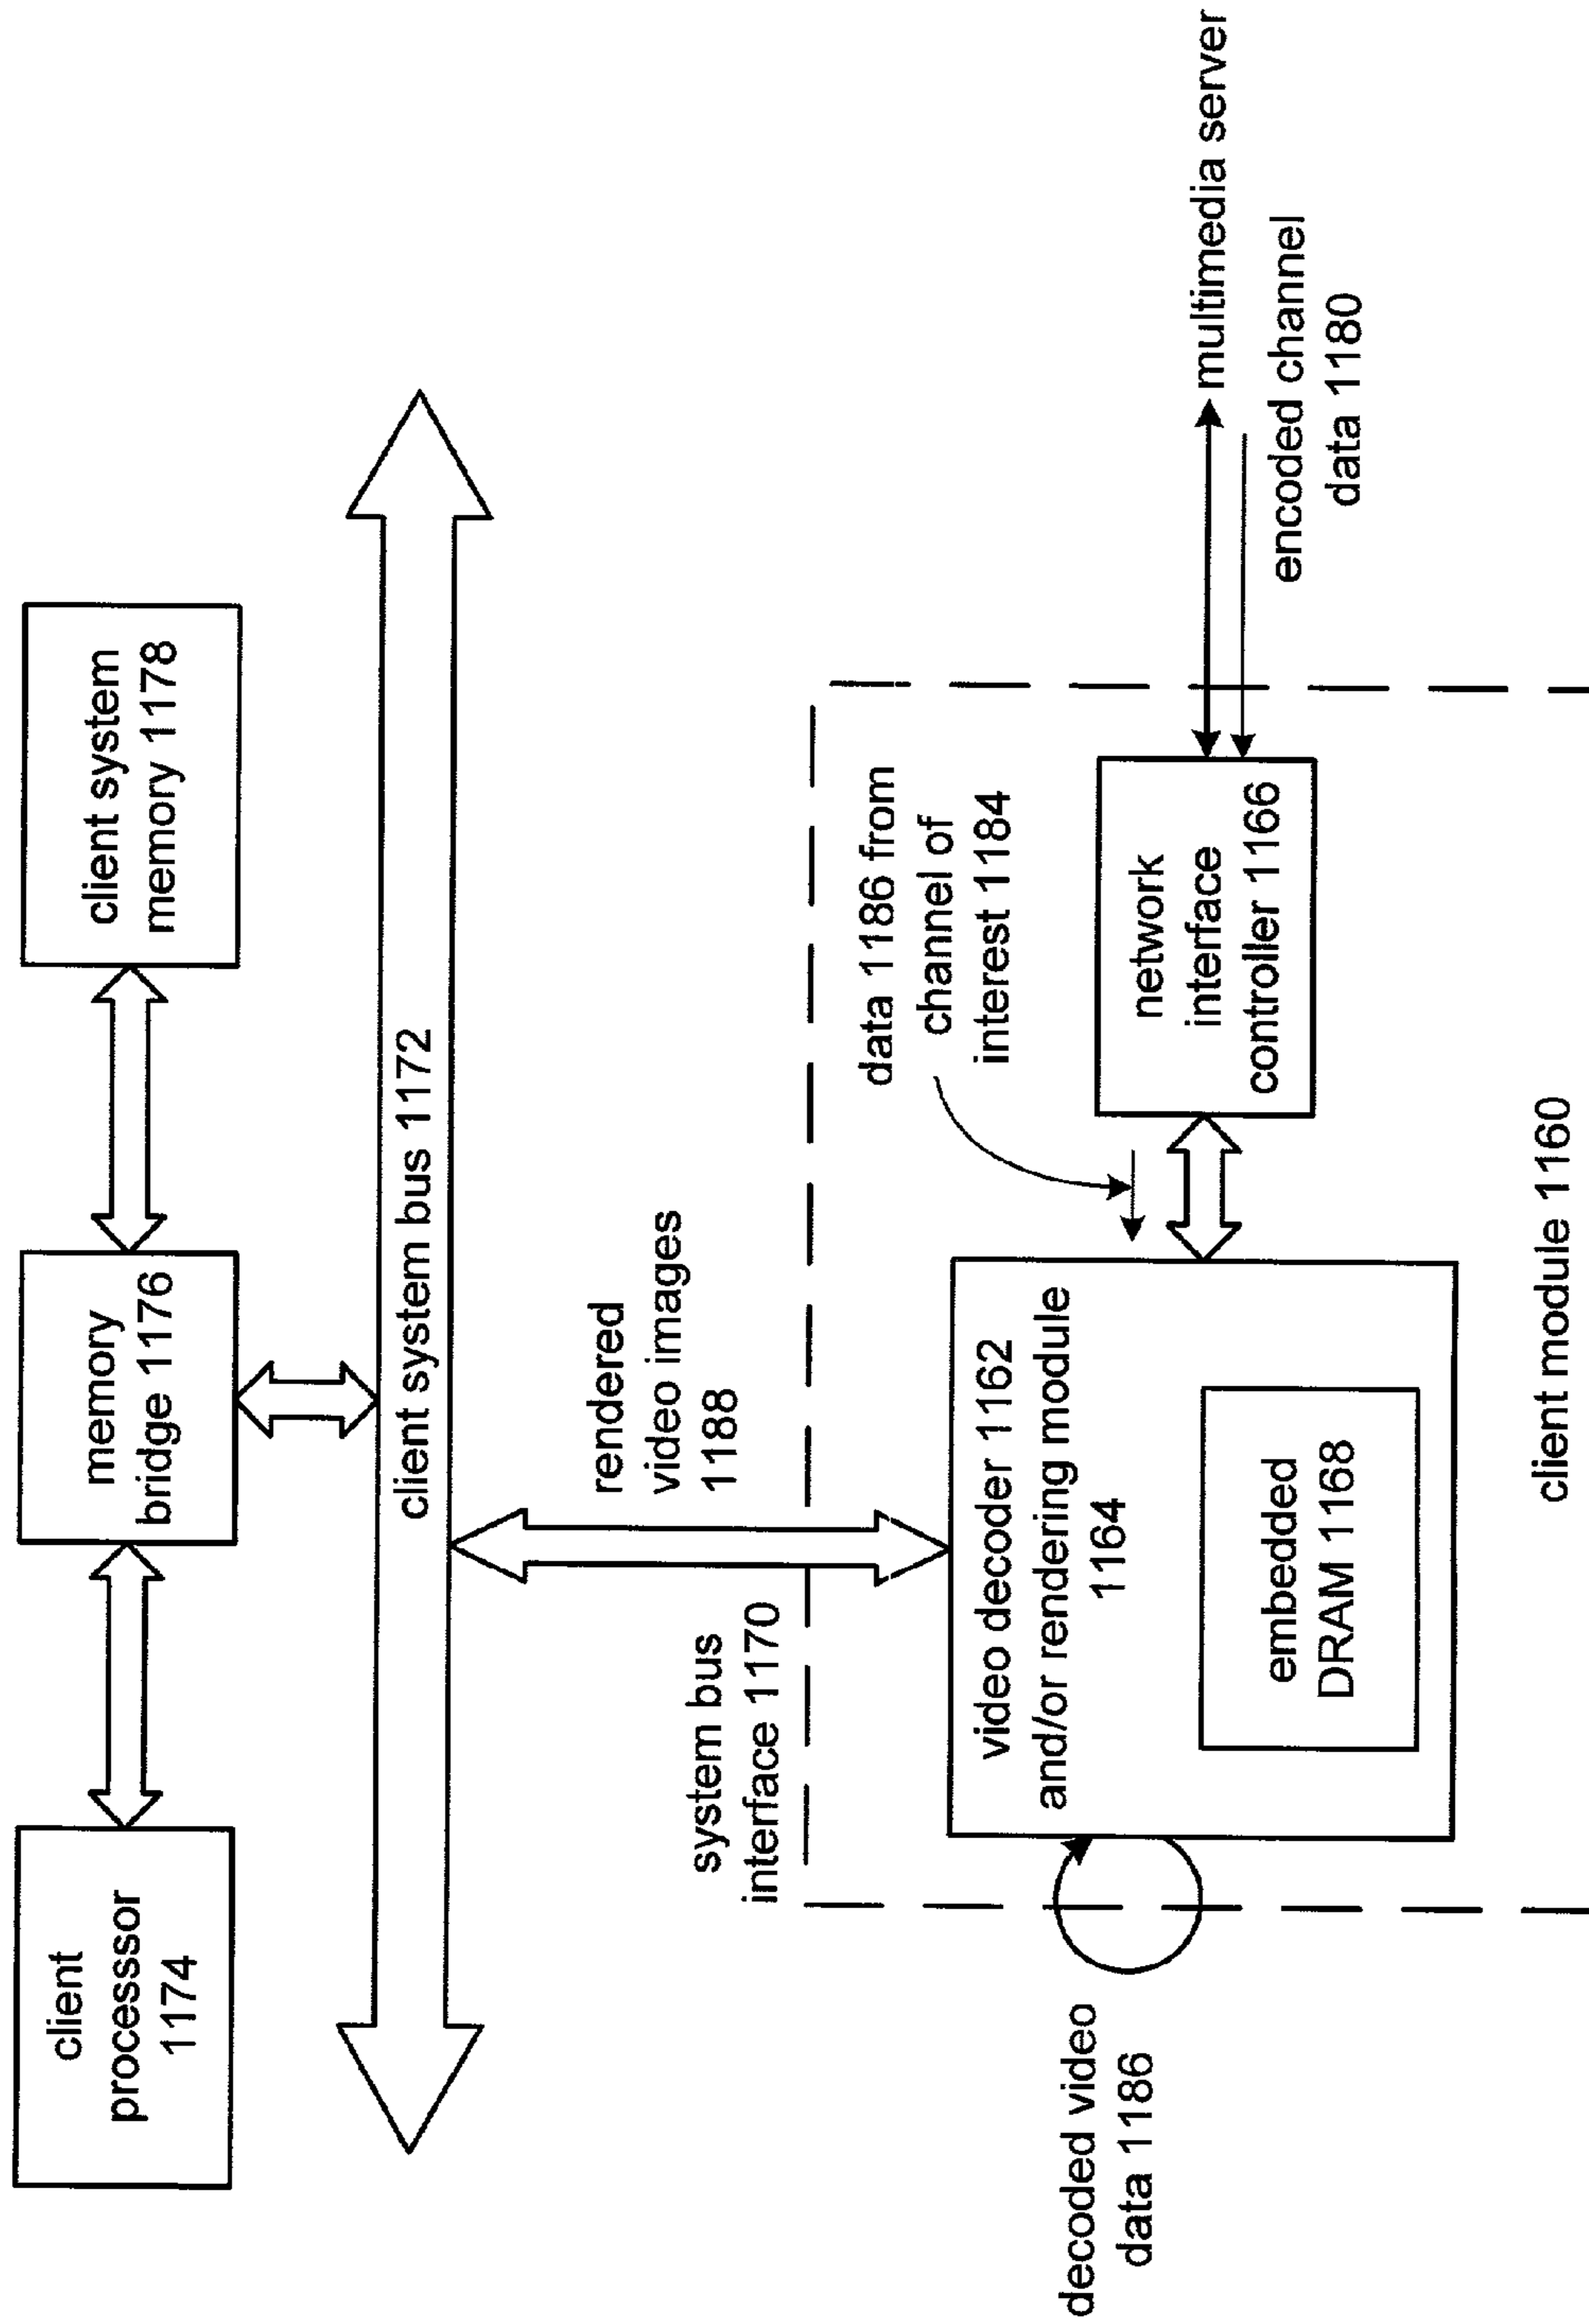 client
processsor
1174
memory
bridge 1176
client system
memory 1178
client system bus 1172
system bus
interface 1170
rendered
video images
1188
data 1186 from
channel of
interest 1184
video decoder 1162
and/or rendering module
1164
embedded
DRAM 1168
network
interface
controller 1166
multimedia server
encoded channel
data 1180
decoded video
data 1186
client module 1160